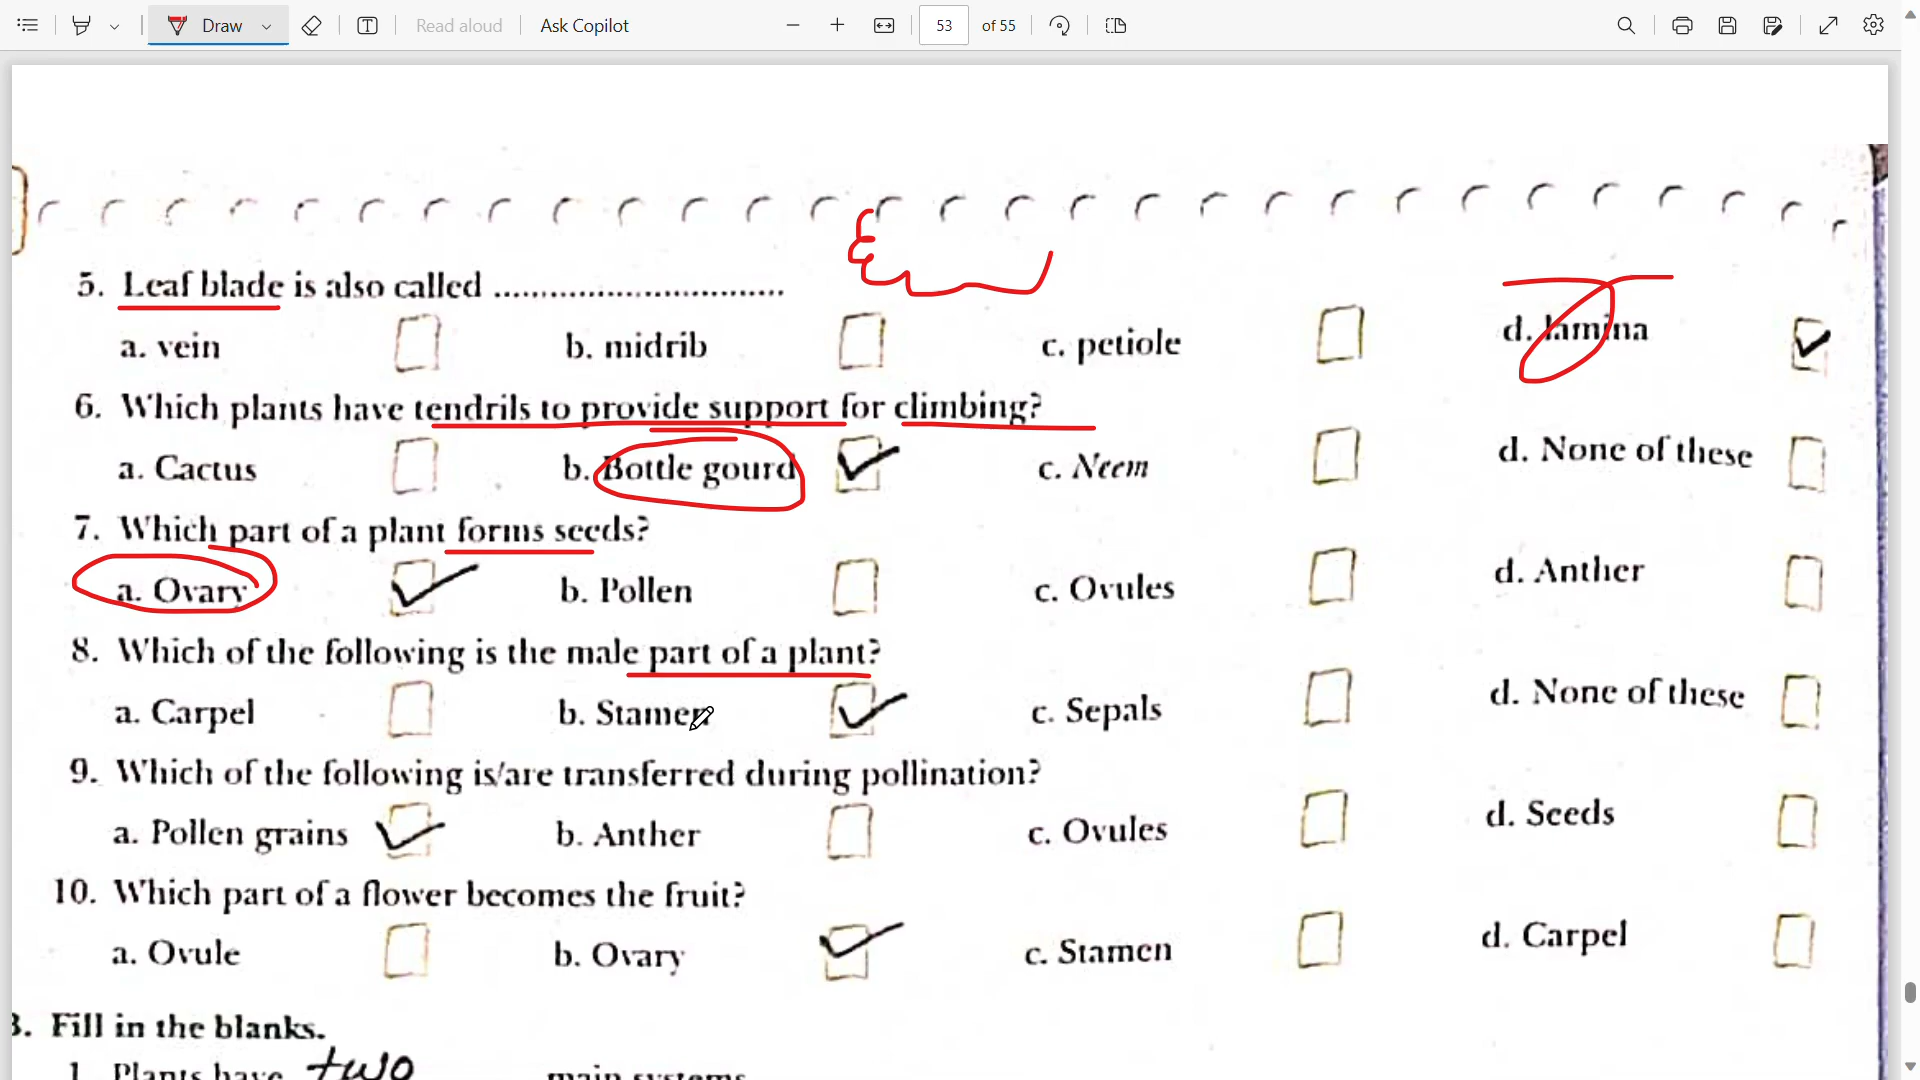 Draw Read aloud Ask Copilot 53 of 55
5. Leaf blade is also called .............................
a. vein b. midrib c. petiole d. lamina
6. Which plants have tendrils to provide support for climbing?
a. Cactus b. Bottle gourd c. Neem d. None of these
7. Which part of a plant forms seeds?
a. Ovary b. Pollen c. Ovules d. Anther
8. Which of the following is the male part of a plant?
a. Carpel b. Stamen c. Sepals d. None of these
9. Which of the following is/are transferred during pollination?
a. Pollen grains b. Anther c. Ovules d. Seeds
10. Which part of a flower becomes the fruit?
a. Ovule b. Ovary c. Stamen d. Carpel
B. Fill in the blanks.
1. Plants have two main systems